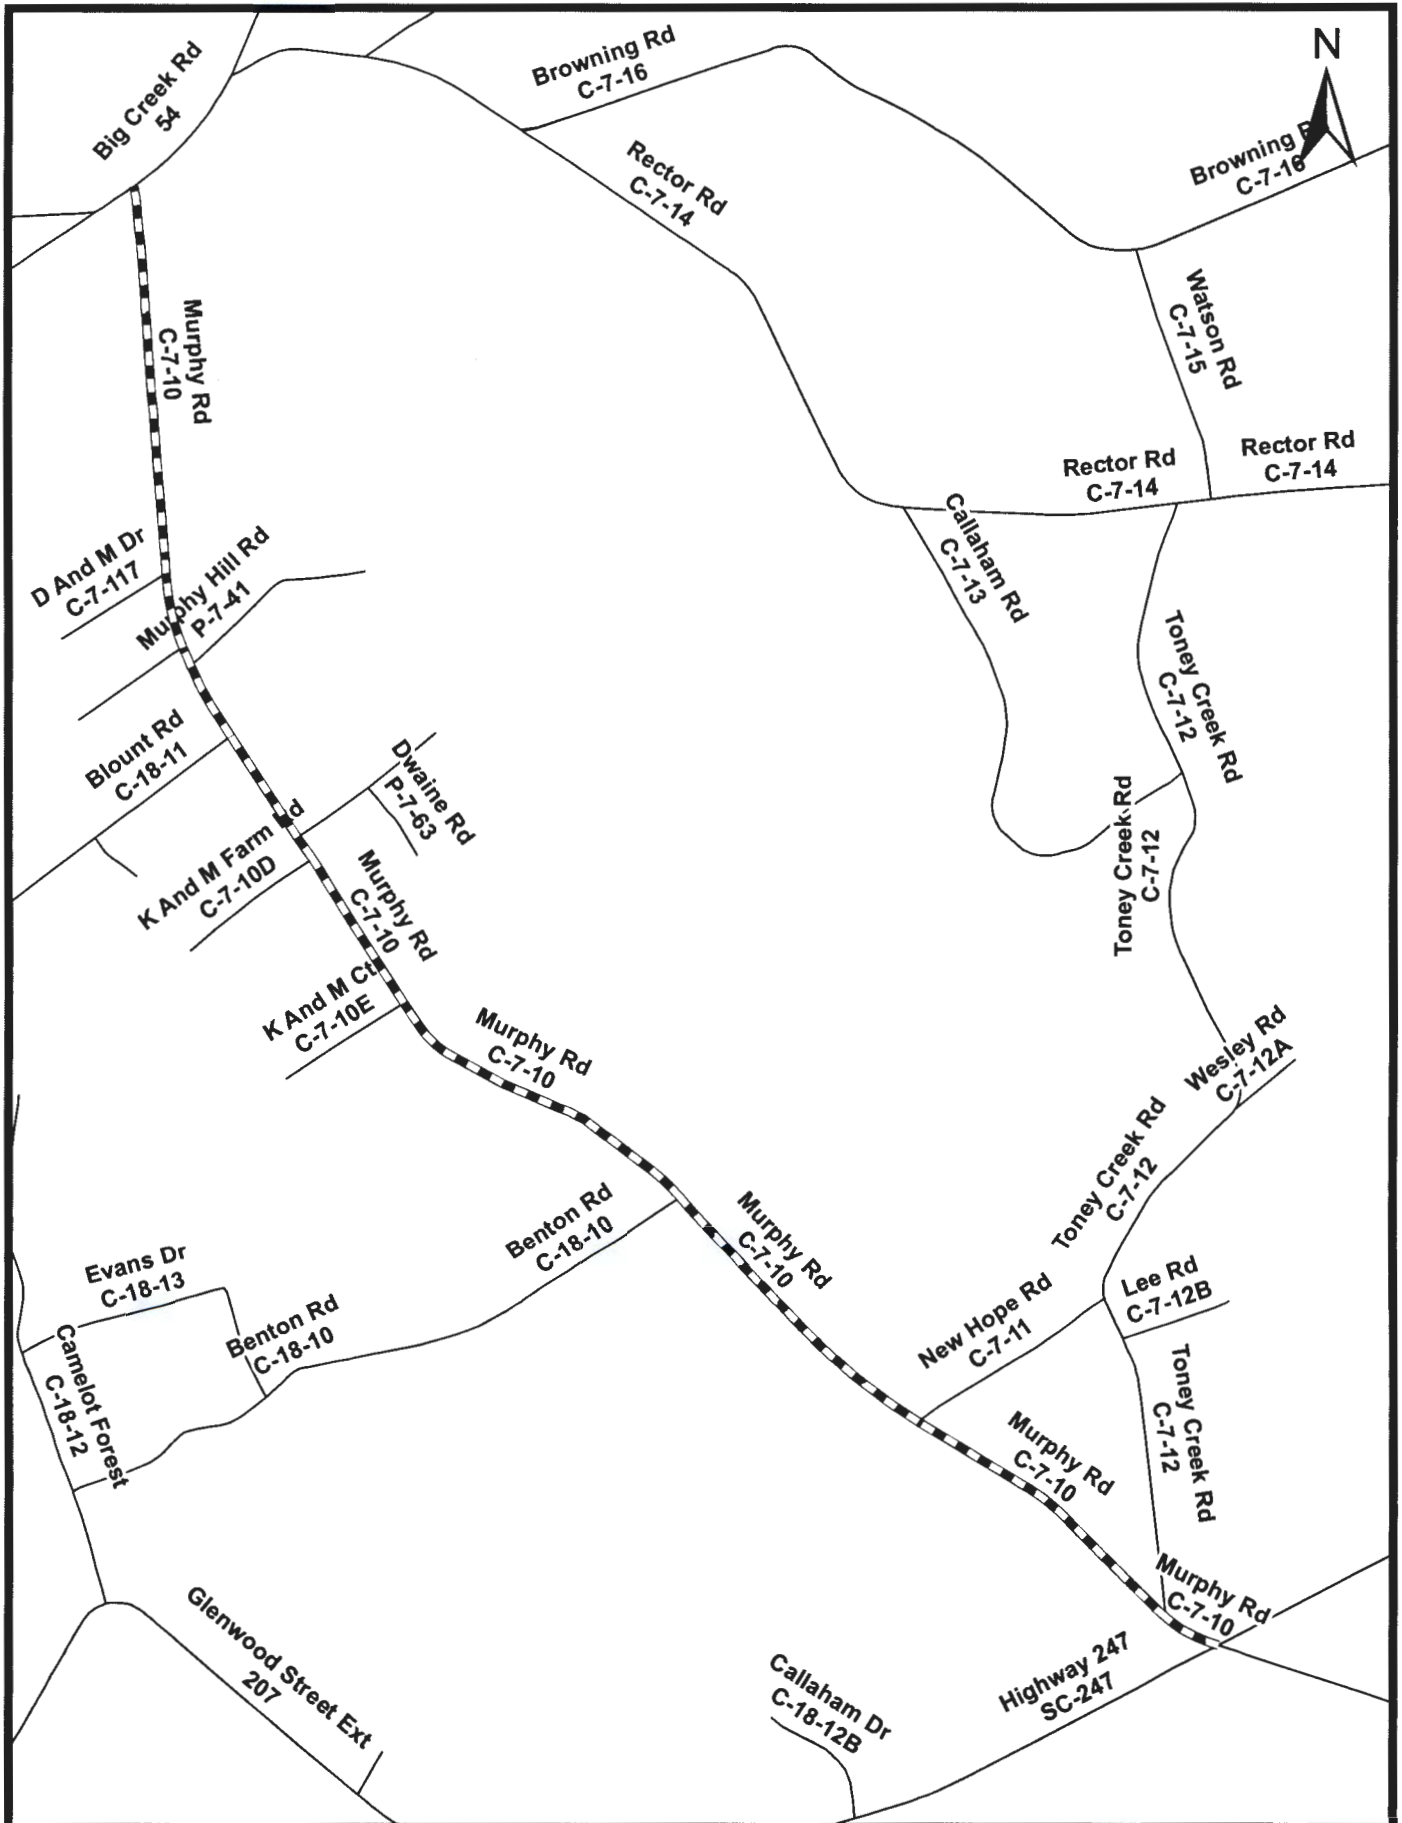 N
Big Creek Rd
54
Browning Rd
C-7-16
Rector Rd
C-7-14
Browning
C-7-16
Murphy Rd
C-7-10
Watson Rd
C-7-15
Rector Rd
C-7-14
Rector Rd
C-7-14
D And M Dr
C-7-117
Murphy Hill Rd
P-7-41
Callaham Rd
C-7-13
Toney Creek Rd
C-7-12
Blount Rd
C-18-11
Dwaine Rd
P-7-63
K And M Farm Rd
C-7-10D
Murphy Rd
C-7-10
Toney Creek Rd
C-7-12
K And M Ct
C-7-10E
Murphy Rd
C-7-10
Wesley Rd
C-7-12A
Toney Creek Rd
C-7-12
Benton Rd
C-18-10
Murphy Rd
C-7-10
Evans Dr
C-18-13
Benton Rd
C-18-10
Lee Rd
C-7-12B
New Hope Rd
C-7-11
Camelot Forest
C-18-12
Toney Creek Rd
C-7-12
Murphy Rd
C-7-10
Murphy Rd
C-7-10
Glenwood Street Ext
207
Callaham Dr
C-18-12B
Highway 247
SC-247